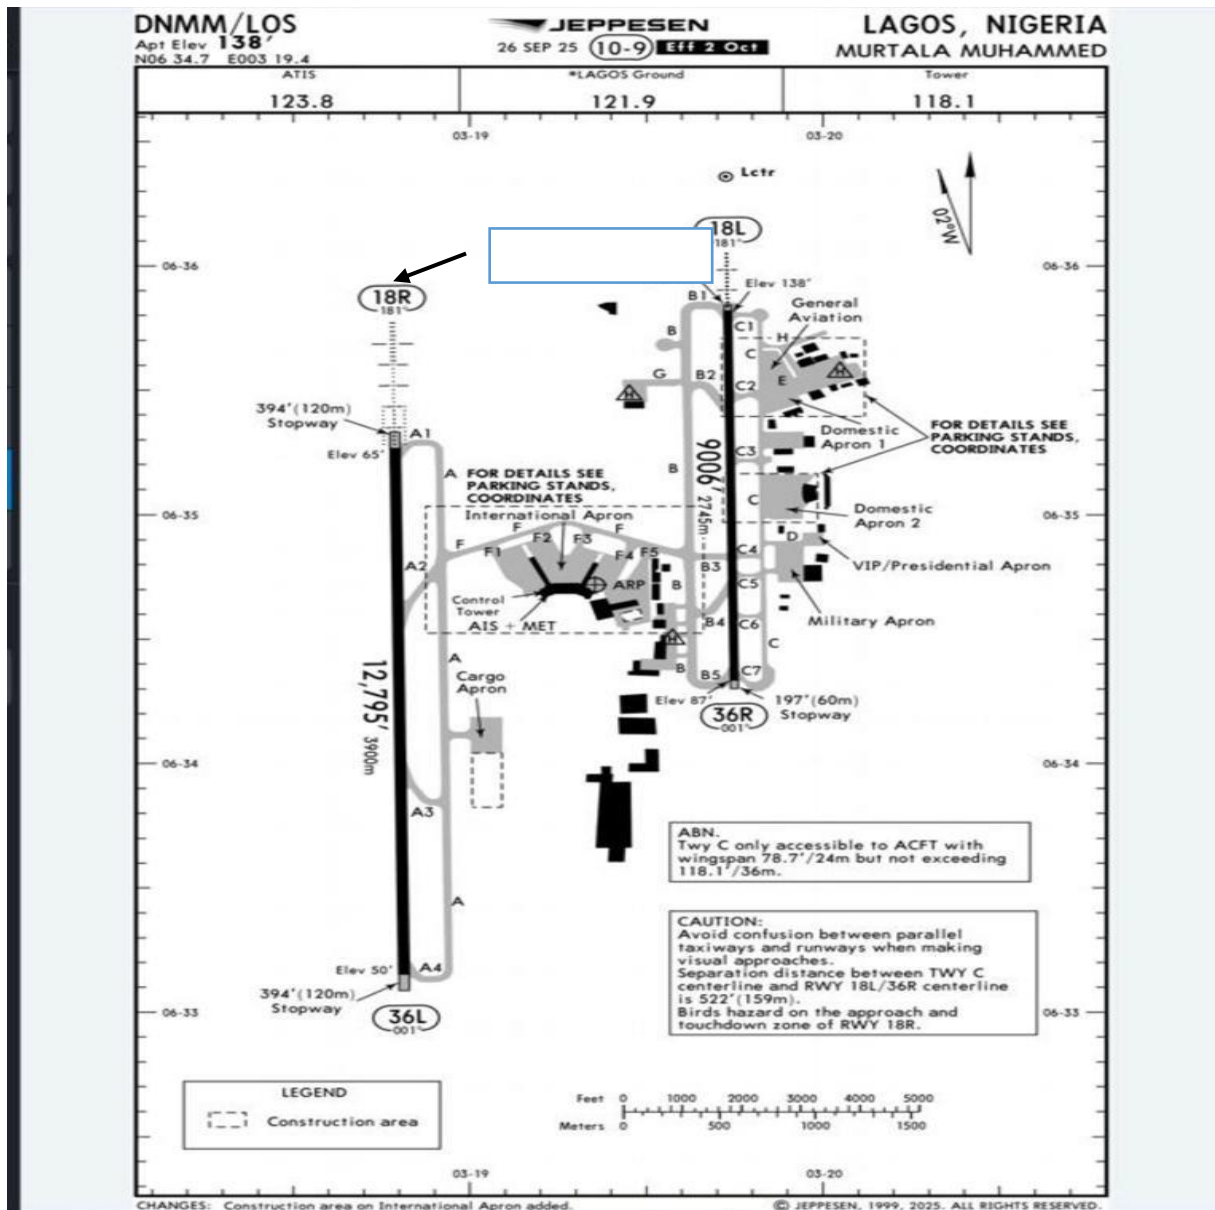 DNMM/LOS
Apt Elev 138'
N06 34.7 E003 19.4
JEPPESEN
26 SEP 25 10-9 Eff 2 Oct
LAGOS, NIGERIA
MURTALA MUHAMMED
ATIS
123.8
*LAGOS Ground
121.9
Tower
118.1
03-19
03-20
Lctr
02°W
18L
181°
06-36
06-36
18R
181°
Elev 138'
B1
General
Aviation
B
C1
H
C
G
B2
E
C2
H
H
394'(120m)
Stopway
A1
Elev 65'
Domestic
Apron 1
FOR DETAILS SEE
PARKING STANDS,
COORDINATES
C3
9006' 2745m
A
FOR DETAILS SEE
PARKING STANDS,
COORDINATES
B
C
International Apron
06-35
06-35
Domestic
Apron 2
F
F
F
F1
F2
F3
F4
F5
D
C4
A2
B3
VIP/Presidential Apron
ARP
B
C5
Control
Tower
AIS + MET
B4
C6
Military Apron
H
C
A
B
B5
C7
Cargo
Apron
Elev 87'
197'(60m)
Stopway
36R
001°
12,795' 3900m
06-34
06-34
A3
ABN.
Twy C only accessible to ACFT with
wingspan 78.7'/24m but not exceeding
118.1'/36m.
A
CAUTION:
Avoid confusion between parallel
taxiways and runways when making
visual approaches.
Separation distance between TWY C
centerline and RWY 18L/36R centerline
is 522'(159m).
Birds hazard on the approach and
touchdown zone of RWY 18R.
Elev 50'
A4
394'(120m)
Stopway
06-33
06-33
36L
001°
LEGEND
Construction area
Feet 0 1000 2000 3000 4000 5000
Meters 0 500 1000 1500
03-19
03-20
CHANGES: Construction area on International Apron added.
© JEPPESEN, 1999, 2025. ALL RIGHTS RESERVED.